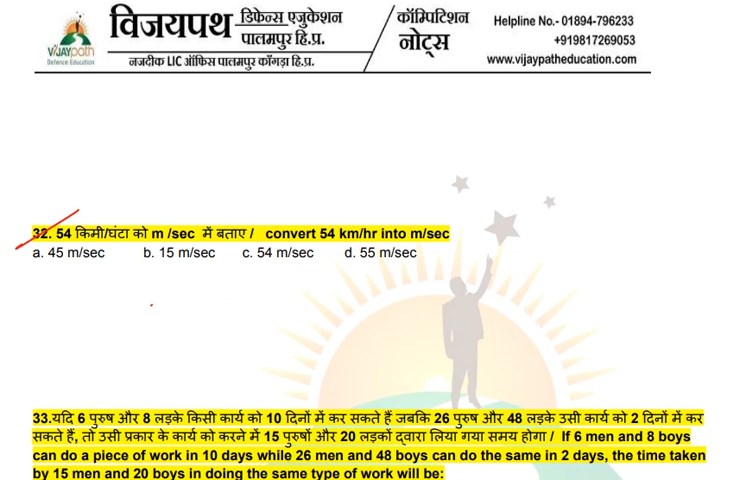 विजयपथ डिफेन्स एजुकेशन
पालमपुर हि.प्र.
नजदीक LIC ऑफिस पालमपुर काँगड़ा हि.प्र.
VIJAYpath
Defence Education
कॉम्पिटिशन
नोट्स
Helpline No.- 01894-796233
+919817269053
www.vijaypatheducation.com
32. 54 किमी/घंटा को m /sec में बताए / convert 54 km/hr into m/sec
a. 45 m/sec b. 15 m/sec c. 54 m/sec d. 55 m/sec
33.यदि 6 पुरुष और 8 लड़के किसी कार्य को 10 दिनों में कर सकते हैं जबकि 26 पुरुष और 48 लड़के उसी कार्य को 2 दिनों में कर
सकते हैं, तो उसी प्रकार के कार्य को करने में 15 पुरुषों और 20 लड़कों द्वारा लिया गया समय होगा / If 6 men and 8 boys
can do a piece of work in 10 days while 26 men and 48 boys can do the same in 2 days, the time taken
by 15 men and 20 boys in doing the same type of work will be: